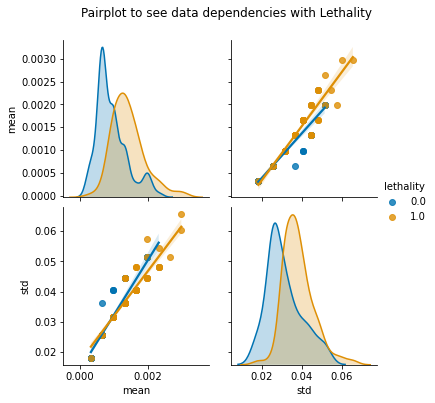 Pairplot to see data dependencies with Lethality
0.0030
0.0025
0.0020
0.0015
0.0010
0.0005
0.0000
mean
lethality
0.0
1.0
0.06
0.05
0.04
0.03
0.02
std
0.000 0.002
mean
0.02 0.04 0.06
std